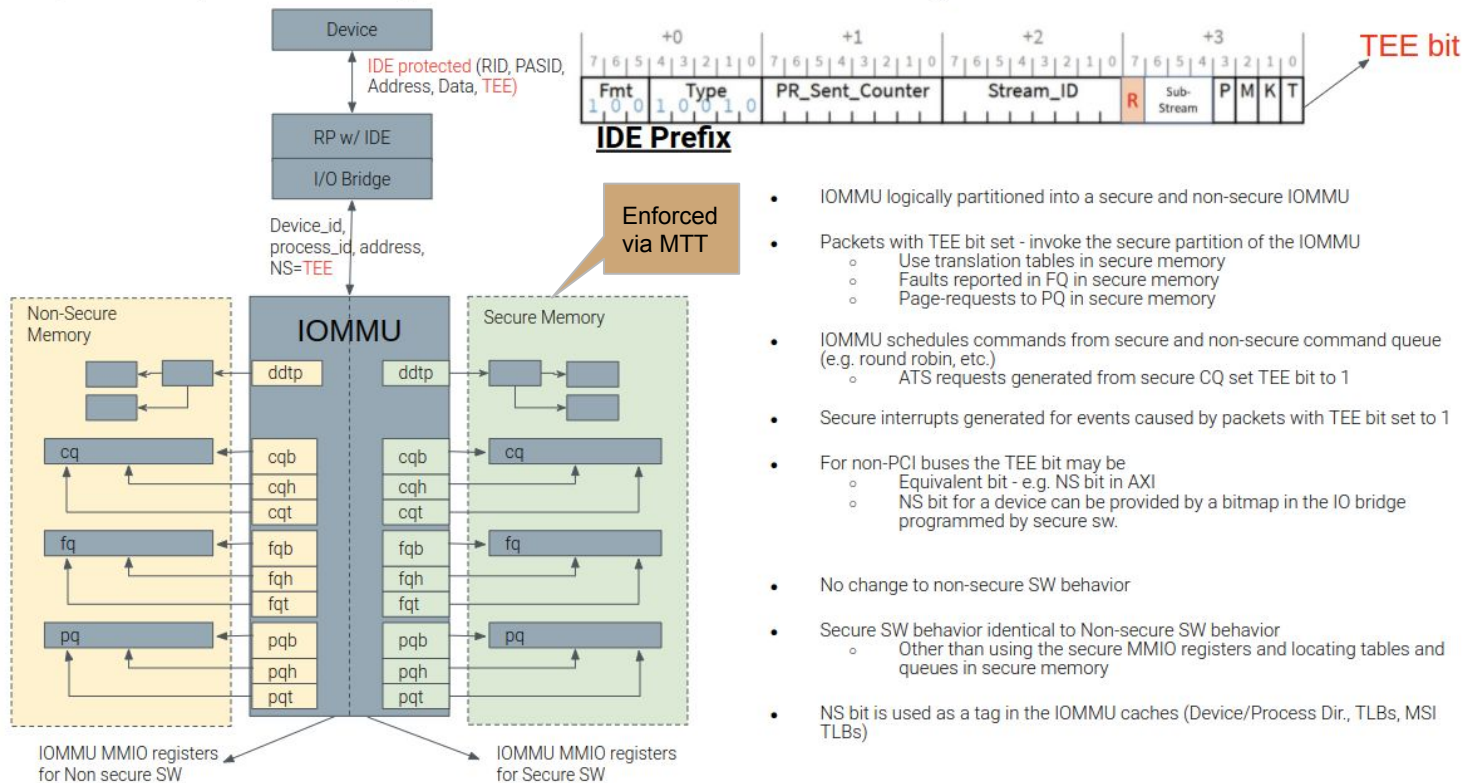 Device
IDE protected (RID, PASID,
Address, Data, TEE)
RP w/ IDE
I/O Bridge
Device_id,
process_id, address,
NS=TEE
+0 +1 +2 +3
7 6 5 4 3 2 1 0 7 6 5 4 3 2 1 0 7 6 5 4 3 2 1 0 7 6 5 4 3 2 1 0
Fmt Type PR_Sent_Counter Stream_ID R Sub-Stream P M K T
1 0 0 1 0 0 1 0
IDE Prefix
TEE bit
Enforced
via MTT
Non-Secure
Memory
IOMMU
Secure Memory
ddtp ddtp
cq cqb cqb cq
cqh cqh
cqt cqt
fq fqb fqb fq
fqh fqh
fqt fqt
pq pqb pqb pq
pqh pqh
pqt pqt
IOMMU MMIO registers
for Non secure SW
IOMMU MMIO registers
for Secure SW
• IOMMU logically partitioned into a secure and non-secure IOMMU
• Packets with TEE bit set - invoke the secure partition of the IOMMU
○ Use translation tables in secure memory
○ Faults reported in FQ in secure memory
○ Page-requests to PQ in secure memory
• IOMMU schedules commands from secure and non-secure command queue
(e.g. round robin, etc.)
○ ATS requests generated from secure CQ set TEE bit to 1
• Secure interrupts generated for events caused by packets with TEE bit set to 1
• For non-PCI buses the TEE bit may be
○ Equivalent bit - e.g. NS bit in AXI
○ NS bit for a device can be provided by a bitmap in the IO bridge
programmed by secure sw.
• No change to non-secure SW behavior
• Secure SW behavior identical to Non-secure SW behavior
○ Other than using the secure MMIO registers and locating tables and
queues in secure memory
• NS bit is used as a tag in the IOMMU caches (Device/Process Dir., TLBs, MSI
TLBs)